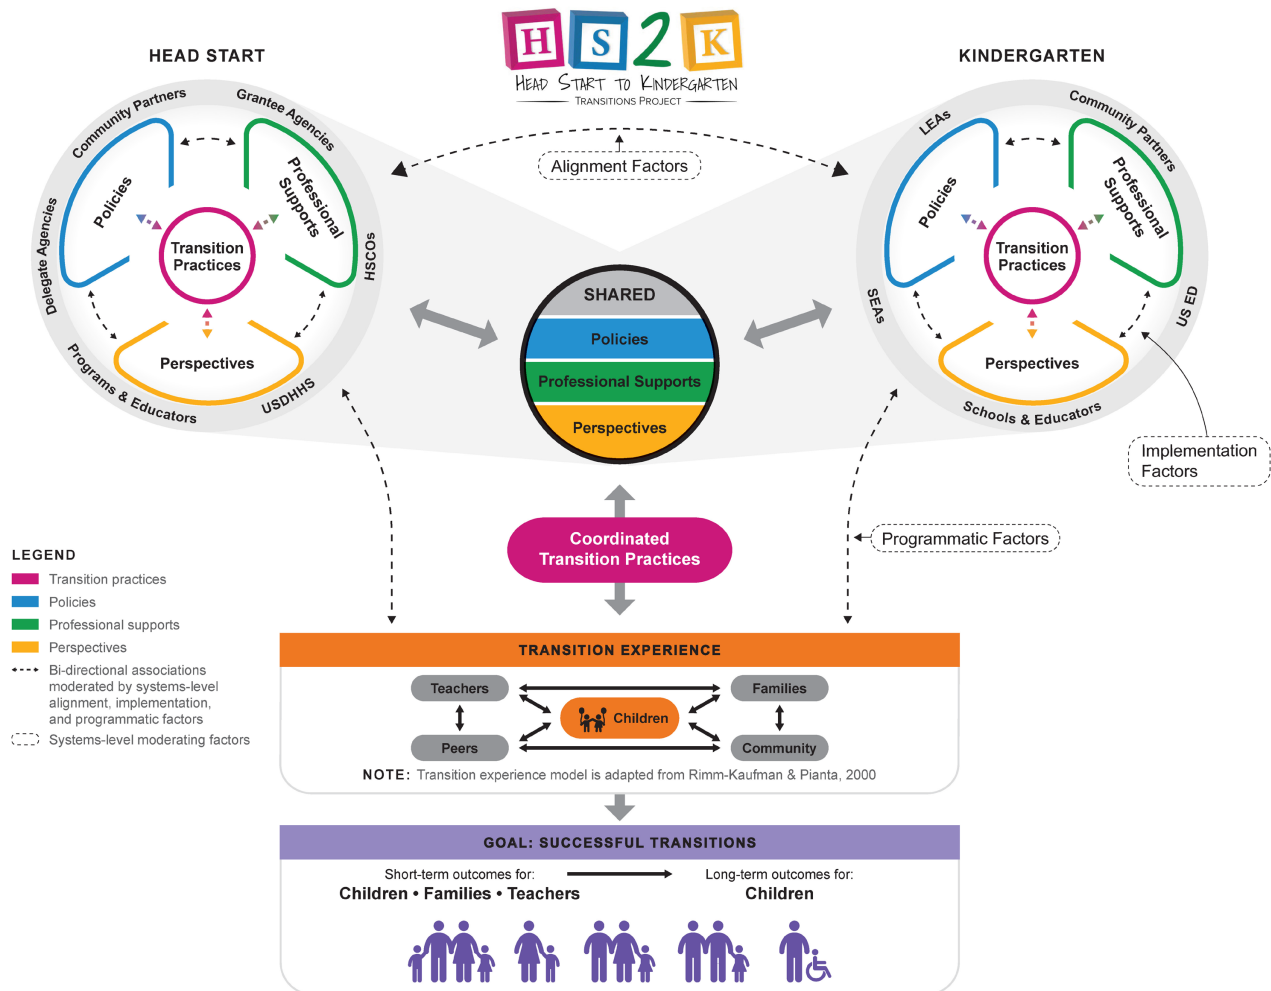 H S 2 K
HEAD START TO KINDERGARTEN
TRANSITIONS PROJECT
HEAD START
Community Partners
Grantee Agencies
Delegate Agencies
HSCOs
Programs & Educators
USDHHS
Policies
Professional
Supports
Transition
Practices
Perspectives
Alignment Factors
KINDERGARTEN
LEAs
Community Partners
SEAs
US ED
Schools & Educators
Policies
Professional
Supports
Transition
Practices
Perspectives
Implementation
Factors
SHARED
Policies
Professional Supports
Perspectives
Coordinated
Transition Practices
Programmatic Factors
LEGEND
Transition practices
Policies
Professional supports
Perspectives
Bi-directional associations
moderated by systems-level
alignment, implementation,
and programmatic factors
Systems-level moderating factors
TRANSITION EXPERIENCE
Teachers
Families
Children
Peers
Community
NOTE: Transition experience model is adapted from Rimm-Kaufman & Pianta, 2000
GOAL: SUCCESSFUL TRANSITIONS
Short-term outcomes for:
Children • Families • Teachers
Long-term outcomes for:
Children